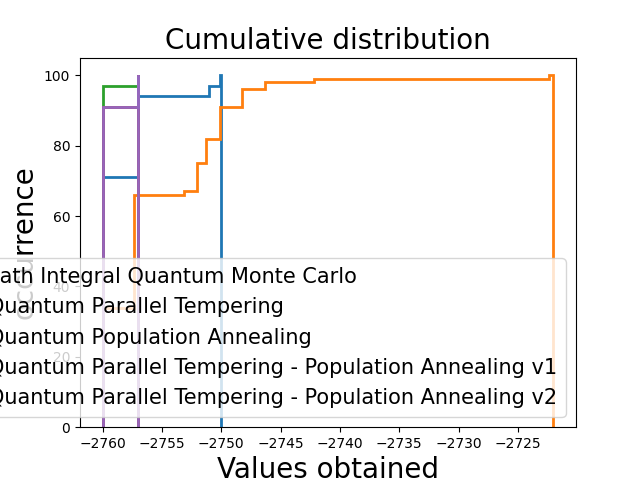 Cumulative distribution
100
80
60
40
20
0
occurrence
ath Integral Quantum Monte Carlo
Quantum Parallel Tempering
Quantum Population Annealing
Quantum Parallel Tempering - Population Annealing v1
Quantum Parallel Tempering - Population Annealing v2
−2760 −2755 −2750 −2745 −2740 −2735 −2730 −2725
Values obtained